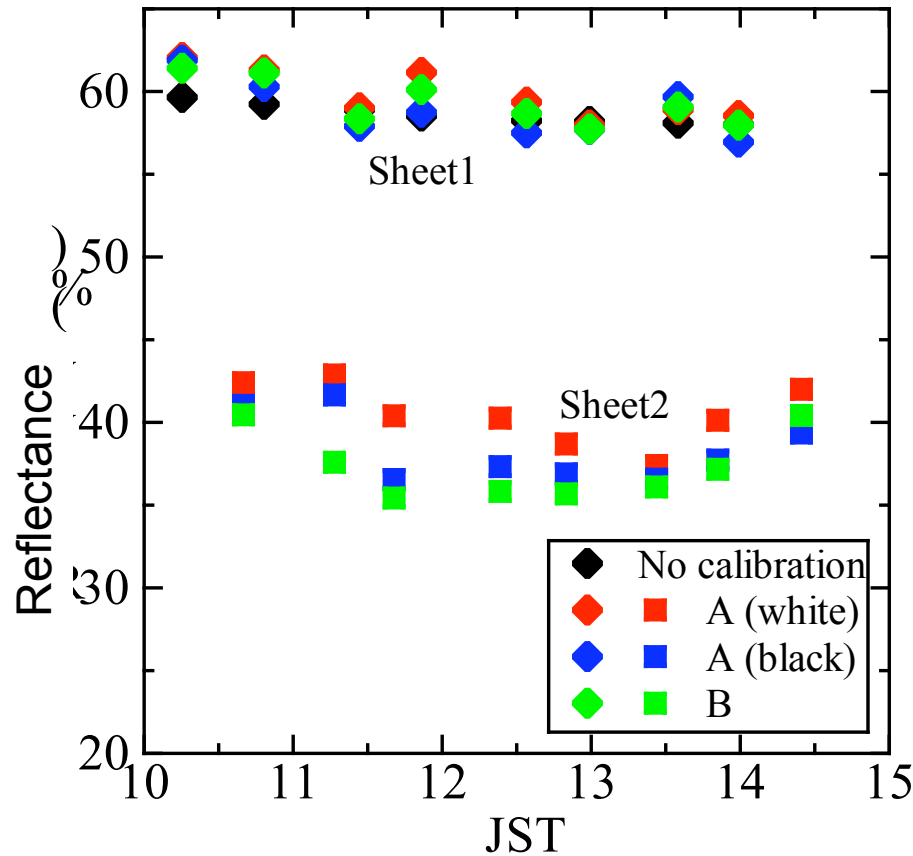 60
50
40
30
20
10
11
12
13
14
15
Reflectance (%)
JST
Sheet1
Sheet2
No calibration
A (white)
A (black)
B